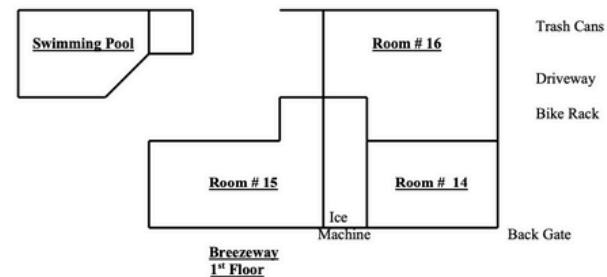 Swimming Pool
Room # 16
Trash Cans
Driveway
Bike Rack
Room # 15
Room # 14
Ice
Machine
Back Gate
Breezeway
1st Floor